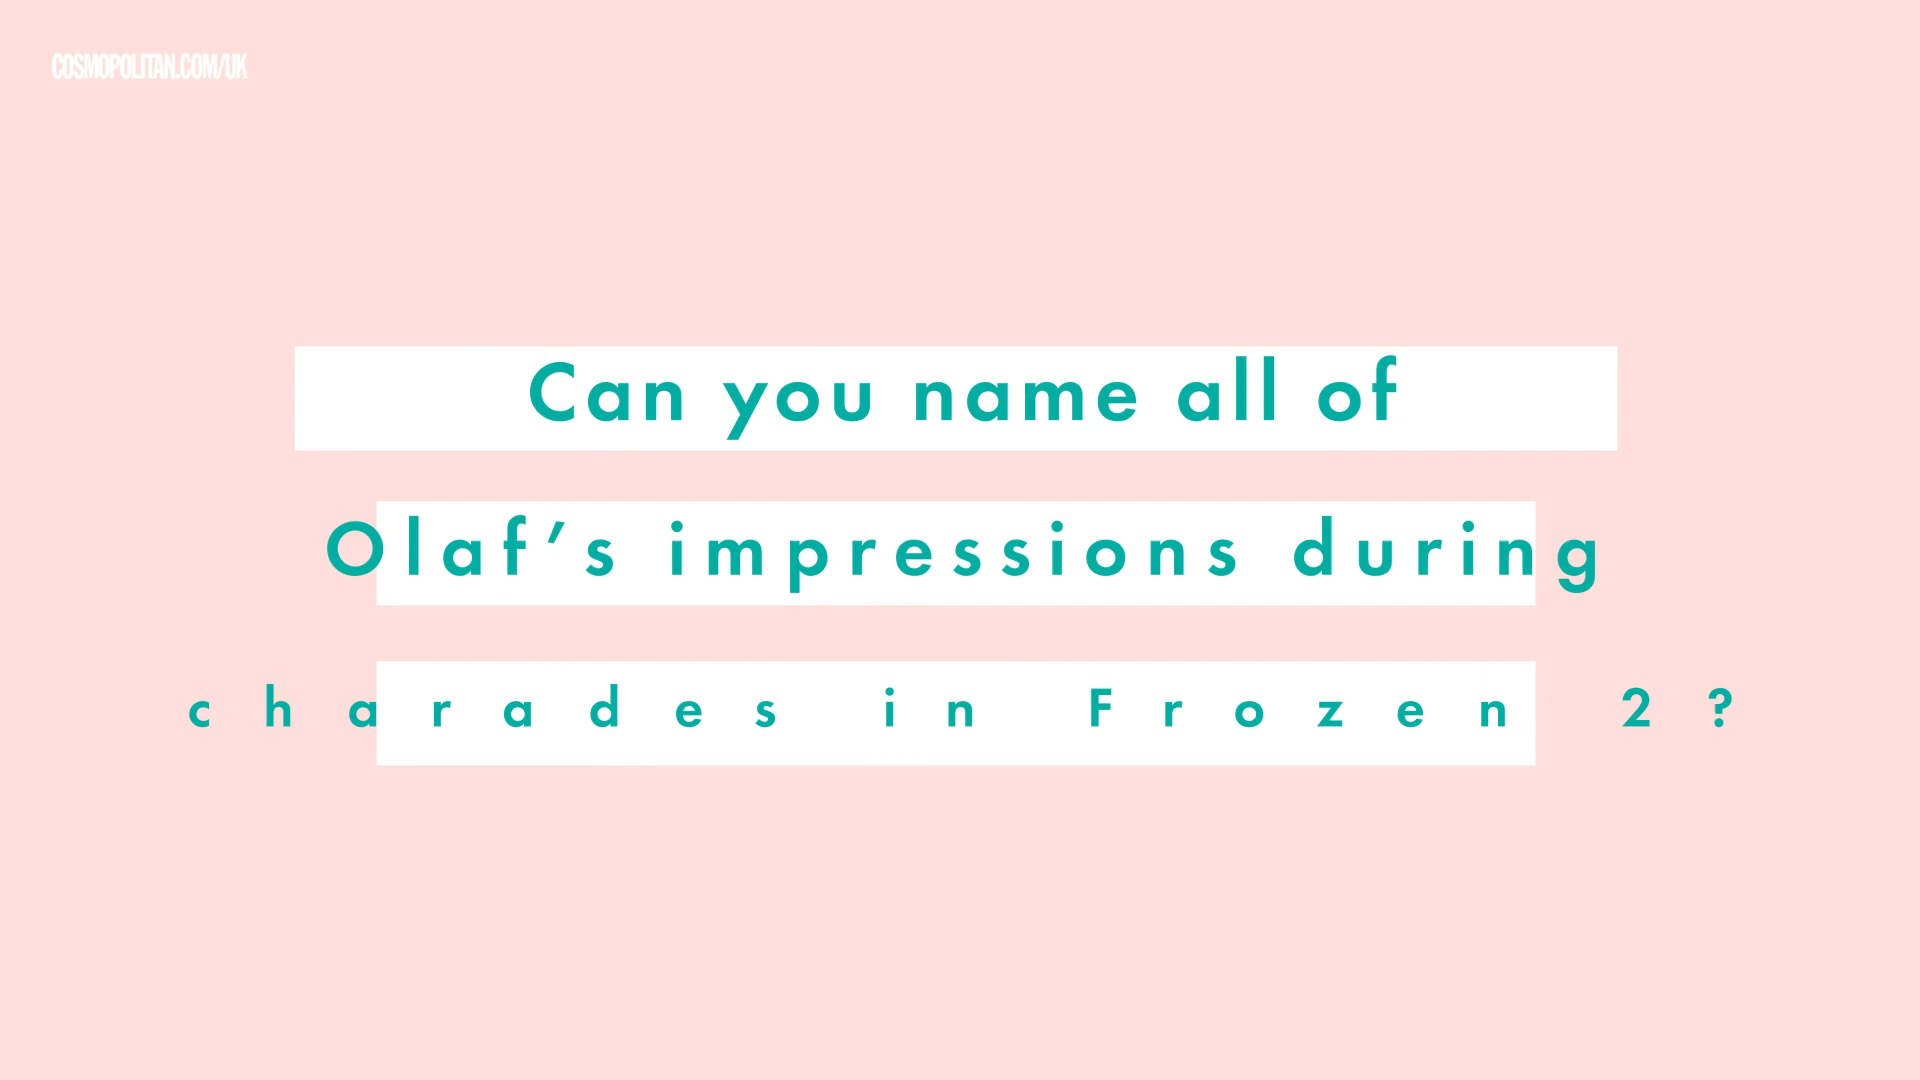 COSMOPOLITAN.COM/UK
Can you name all of
Olaf’s impressions during
charades in Frozen 2?